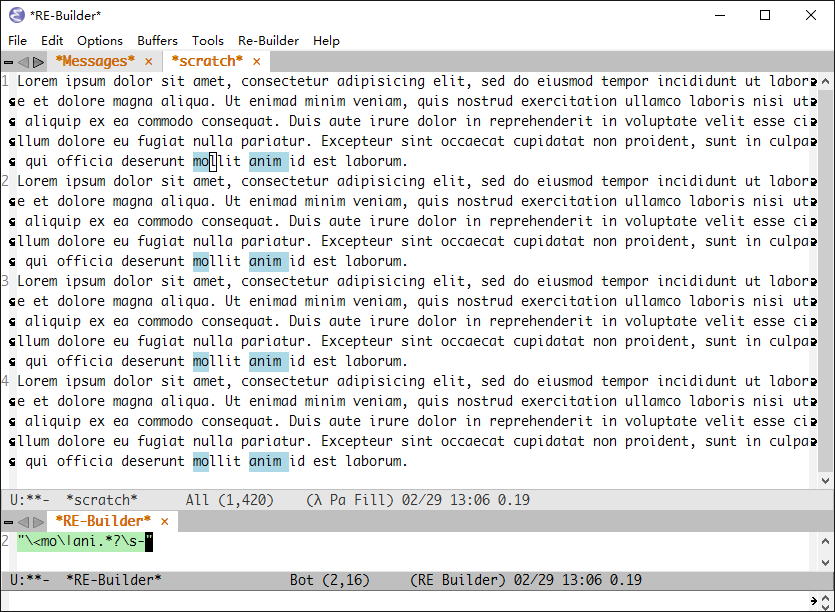 *RE-Builder*
File Edit Options Buffers Tools Re-Builder Help
*Messages* × *scratch* ×
1 Lorem ipsum dolor sit amet, consectetur adipisicing elit, sed do eiusmod tempor incididunt ut labor
e et dolore magna aliqua. Ut enimad minim veniam, quis nostrud exercitation ullamco laboris nisi ut
aliquip ex ea commodo consequat. Duis aute irure dolor in reprehenderit in voluptate velit esse ci
llum dolore eu fugiat nulla pariatur. Excepteur sint occaecat cupidatat non proident, sunt in culpa
qui officia deserunt mollit anim id est laborum.
2 Lorem ipsum dolor sit amet, consectetur adipisicing elit, sed do eiusmod tempor incididunt ut labor
e et dolore magna aliqua. Ut enimad minim veniam, quis nostrud exercitation ullamco laboris nisi ut
aliquip ex ea commodo consequat. Duis aute irure dolor in reprehenderit in voluptate velit esse ci
llum dolore eu fugiat nulla pariatur. Excepteur sint occaecat cupidatat non proident, sunt in culpa
qui officia deserunt mollit anim id est laborum.
3 Lorem ipsum dolor sit amet, consectetur adipisicing elit, sed do eiusmod tempor incididunt ut labor
e et dolore magna aliqua. Ut enimad minim veniam, quis nostrud exercitation ullamco laboris nisi ut
aliquip ex ea commodo consequat. Duis aute irure dolor in reprehenderit in voluptate velit esse ci
llum dolore eu fugiat nulla pariatur. Excepteur sint occaecat cupidatat non proident, sunt in culpa
qui officia deserunt mollit anim id est laborum.
4 Lorem ipsum dolor sit amet, consectetur adipisicing elit, sed do eiusmod tempor incididunt ut labor
e et dolore magna aliqua. Ut enimad minim veniam, quis nostrud exercitation ullamco laboris nisi ut
aliquip ex ea commodo consequat. Duis aute irure dolor in reprehenderit in voluptate velit esse ci
llum dolore eu fugiat nulla pariatur. Excepteur sint occaecat cupidatat non proident, sunt in culpa
qui officia deserunt mollit anim id est laborum.
U:**- *scratch* All (1,420) (λ Pa Fill) 02/29 13:06 0.19
*RE-Builder* ×
2 "\<mo\|ani.*?\s-"
U:**- *RE-Builder* Bot (2,16) (RE Builder) 02/29 13:06 0.19